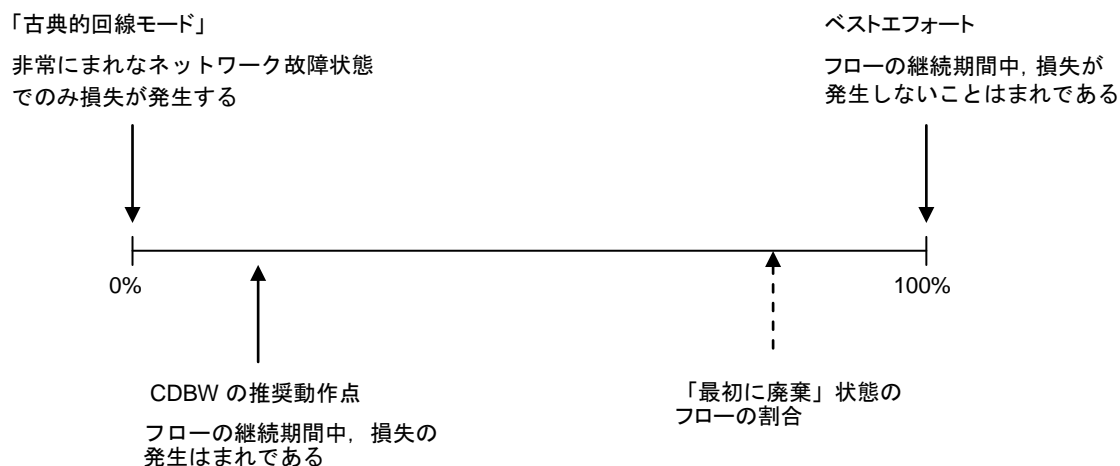 「古典的回線モード」
非常にまれなネットワーク故障状態
でのみ損失が発生する
ベストエフォート
フローの継続期間中, 損失が
発生しないことはまれである
0%
100%
CDBW の推奨動作点
フローの継続期間中, 損失の
発生はまれである
「最初に廃棄」状態の
フローの割合